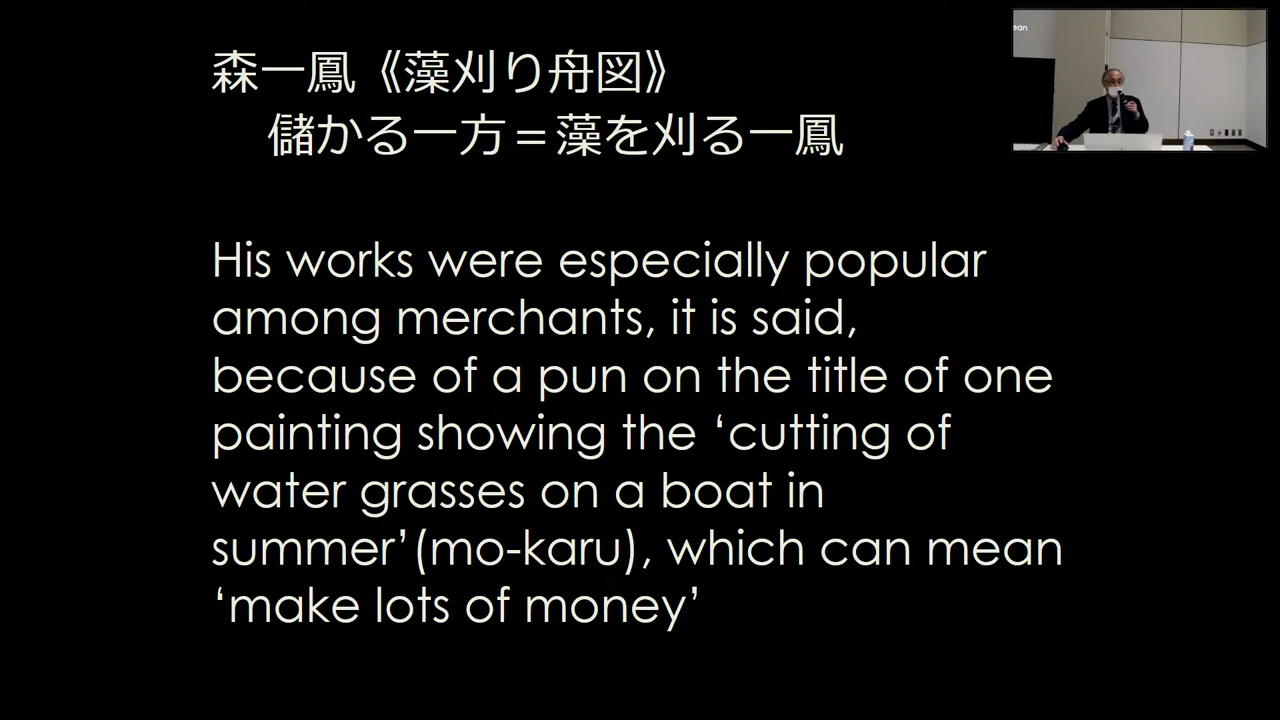 森一鳳《藻刈り舟図》
儲かる一方＝藻を刈る一鳳
His works were especially popular
among merchants, it is said,
because of a pun on the title of one
painting showing the ‘cutting of
water grasses on a boat in
summer’(mo-karu), which can mean
‘make lots of money’